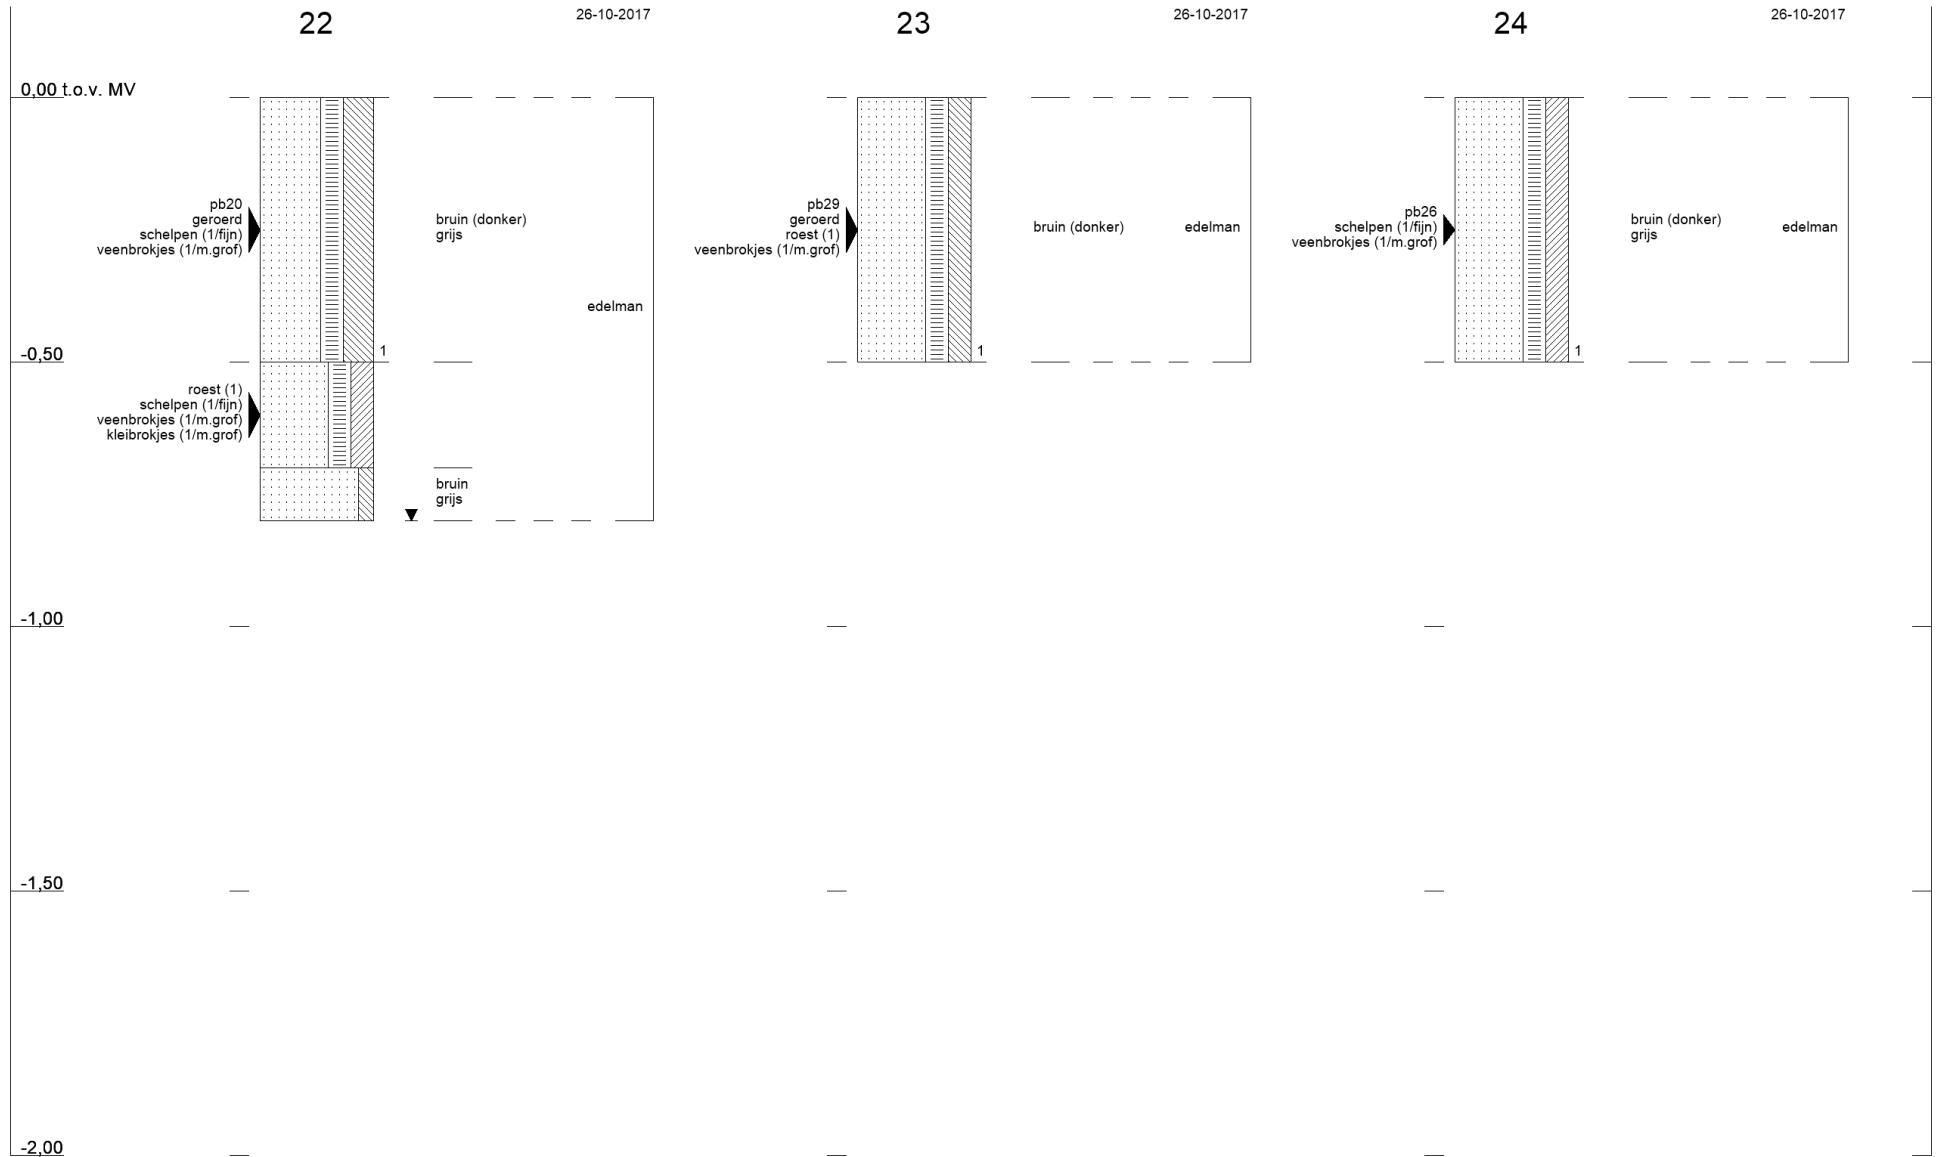 22
26-10-2017
23
26-10-2017
24
26-10-2017
0,00 t.o.v. MV
pb20
geroerd
schelpen (1/fijn)
veenbrokjes (1/m.grof)
bruin (donker)
grijs
edelman
1
pb29
geroerd
roest (1)
veenbrokjes (1/m.grof)
bruin (donker)
edelman
1
pb26
schelpen (1/fijn)
veenbrokjes (1/m.grof)
bruin (donker)
grijs
edelman
1
-0,50
roest (1)
schelpen (1/fijn)
veenbrokjes (1/m.grof)
kleibrokjes (1/m.grof)
bruin
grijs
-1,00
-1,50
-2,00